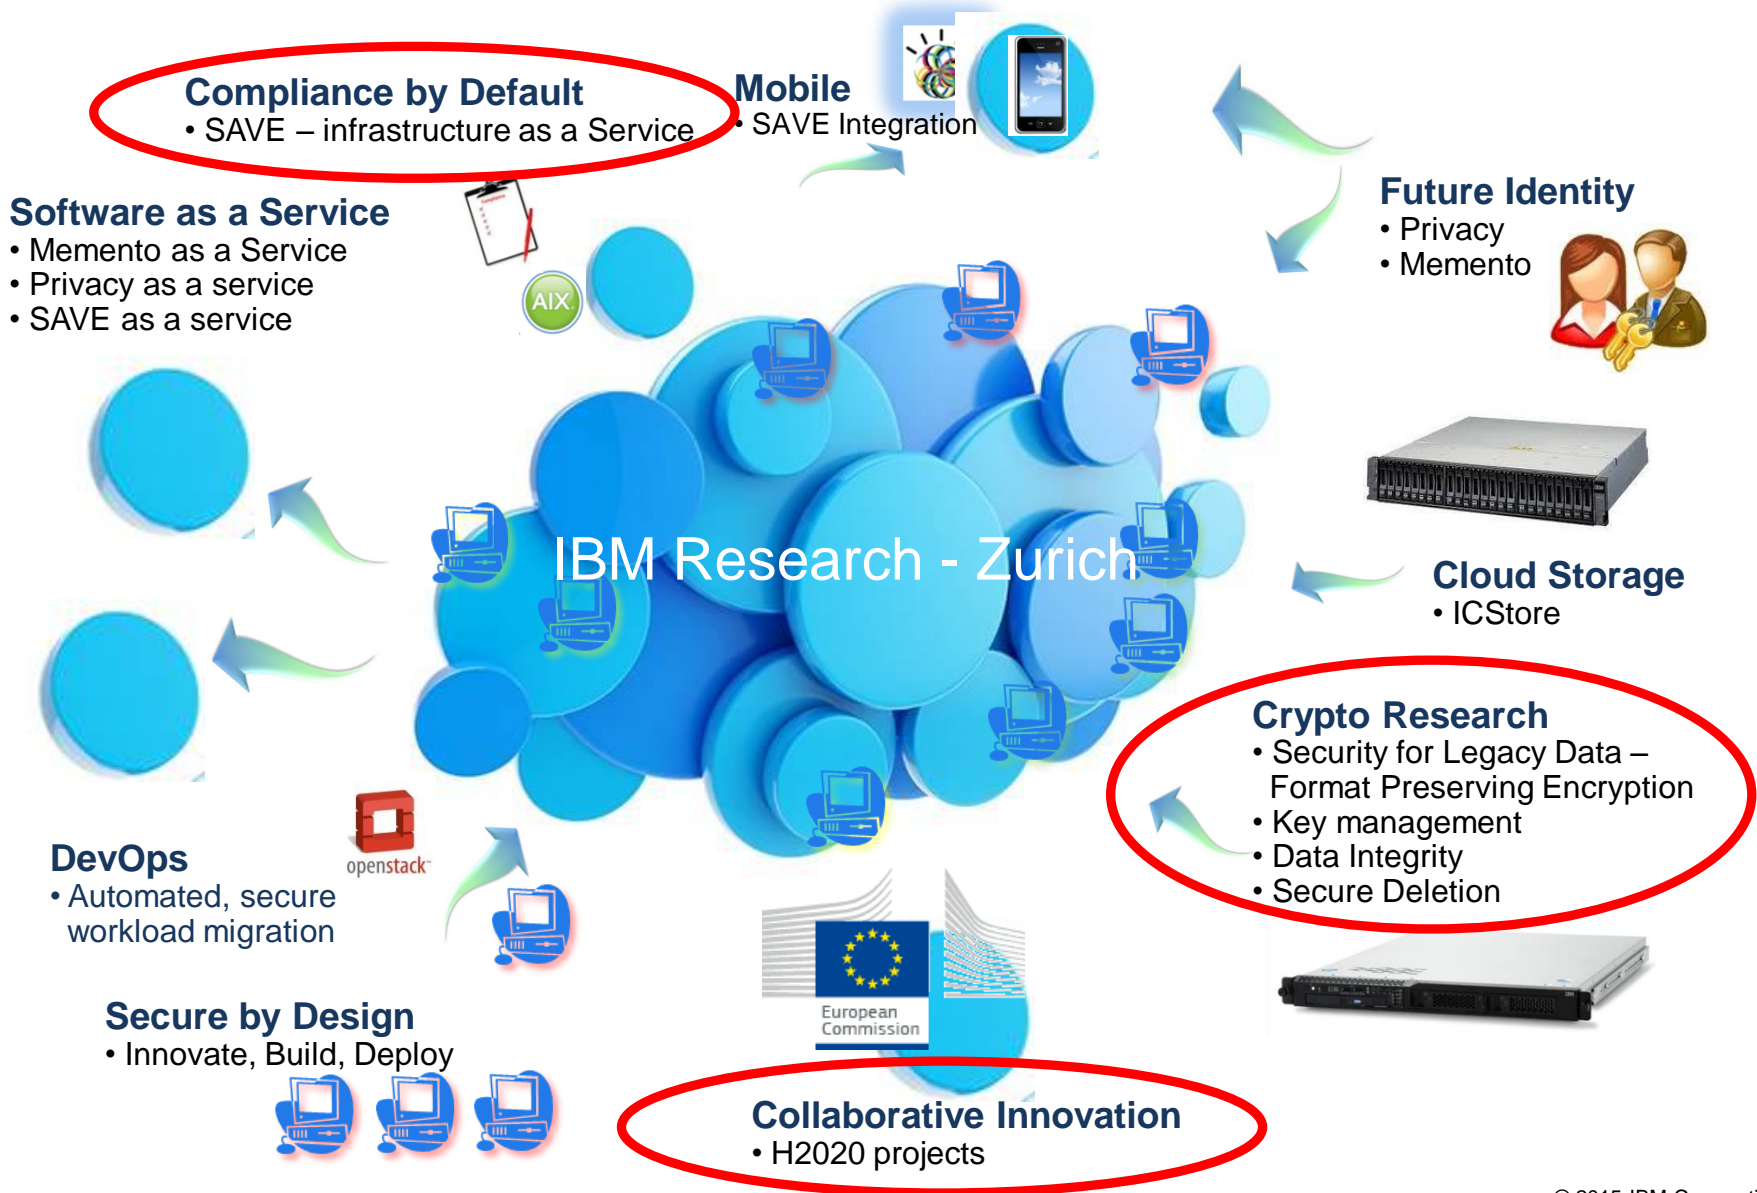 Compliance by Default
• SAVE – infrastructure as a Service
Mobile
• SAVE Integration
Software as a Service
• Memento as a Service
• Privacy as a service
• SAVE as a service
Compliance
AIX
Future Identity
• Privacy
• Memento
IBM Research - Zurich
Cloud Storage
• ICStore
Crypto Research
• Security for Legacy Data –
Format Preserving Encryption
• Key management
• Data Integrity
• Secure Deletion
openstack
DevOps
• Automated, secure
workload migration
Secure by Design
• Innovate, Build, Deploy
European
Commission
Collaborative Innovation
• H2020 projects
© 2015 IBM